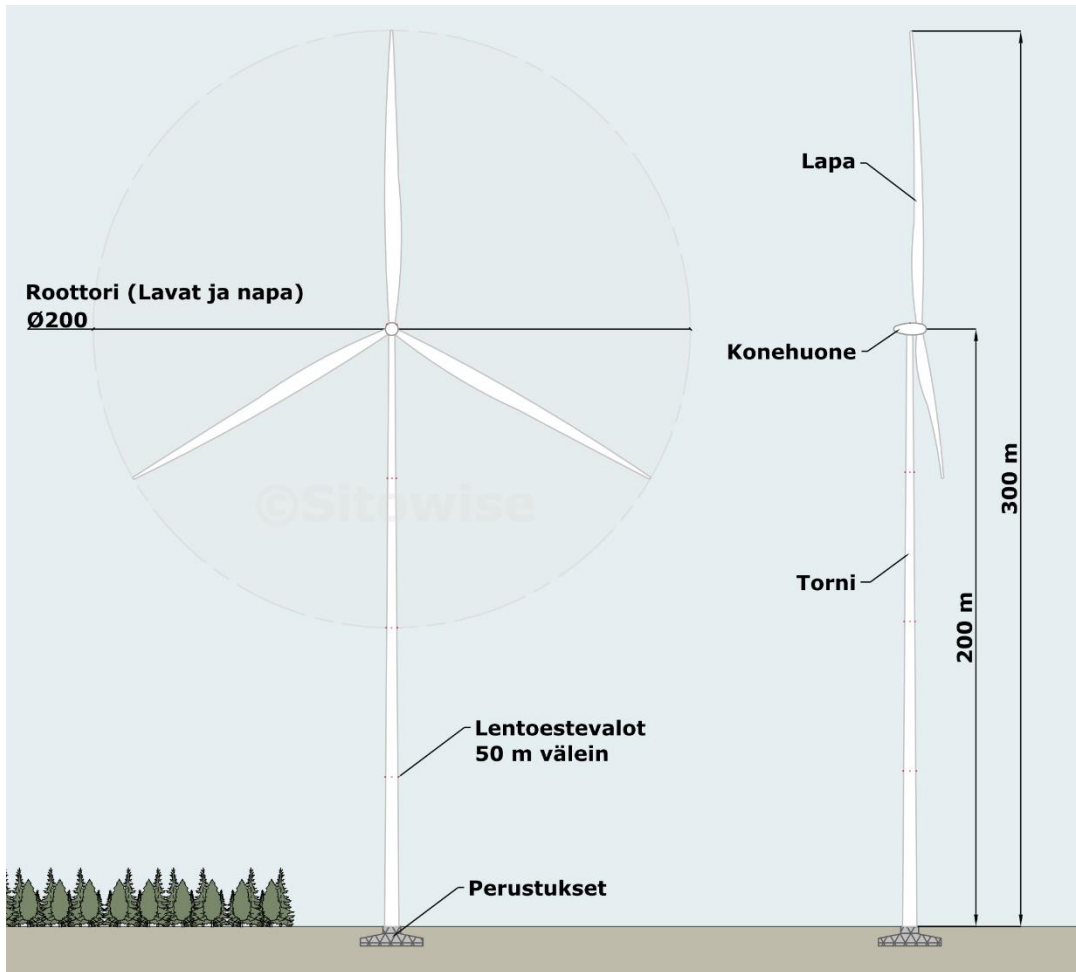 Lapa
Roottori (Lavat ja napa)
Ø200
Konehuone
300 m
©Sitowise
Torni
200 m
Lentoestevalot
50 m välein
Perustukset